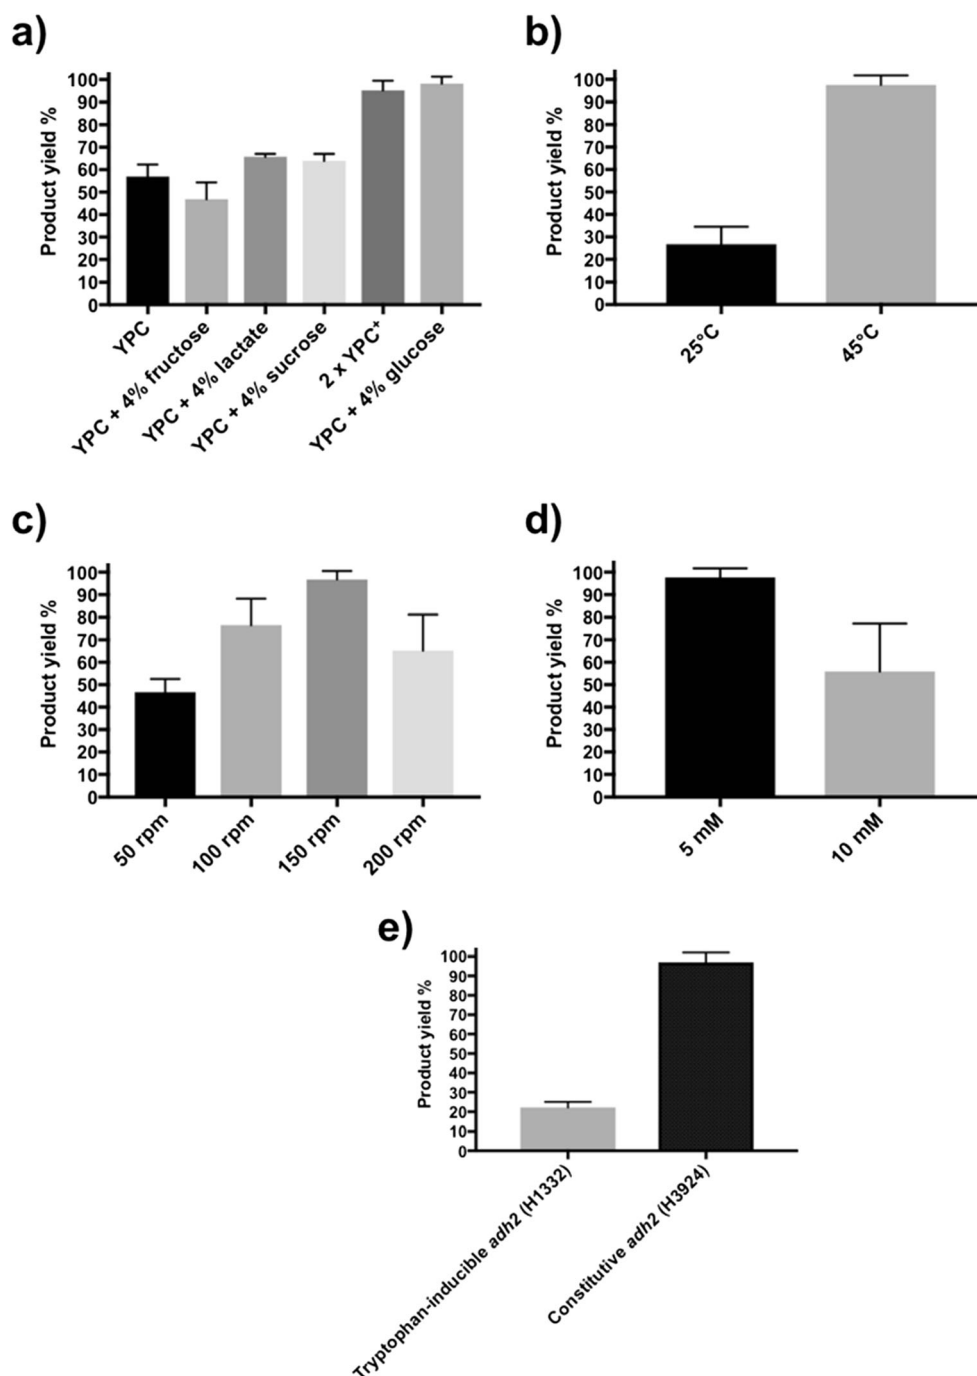 a)
Product yield %
100
90
80
70
60
50
40
30
20
10
0
YPC
YPC + 4% fructose
YPC + 4% lactate
YPC + 4% sucrose
2 x YPC⁺
YPC + 4% glucose
b)
Product yield %
100
90
80
70
60
50
40
30
20
10
0
25°C
45°C
c)
Product yield %
100
90
80
70
60
50
40
30
20
10
0
50 rpm
100 rpm
150 rpm
200 rpm
d)
Product yield %
100
90
80
70
60
50
40
30
20
10
0
5 mM
10 mM
e)
Product yield %
100
90
80
70
60
50
40
30
20
10
0
Tryptophan-inducible adh2 (H1332)
Constitutive adh2 (H3924)